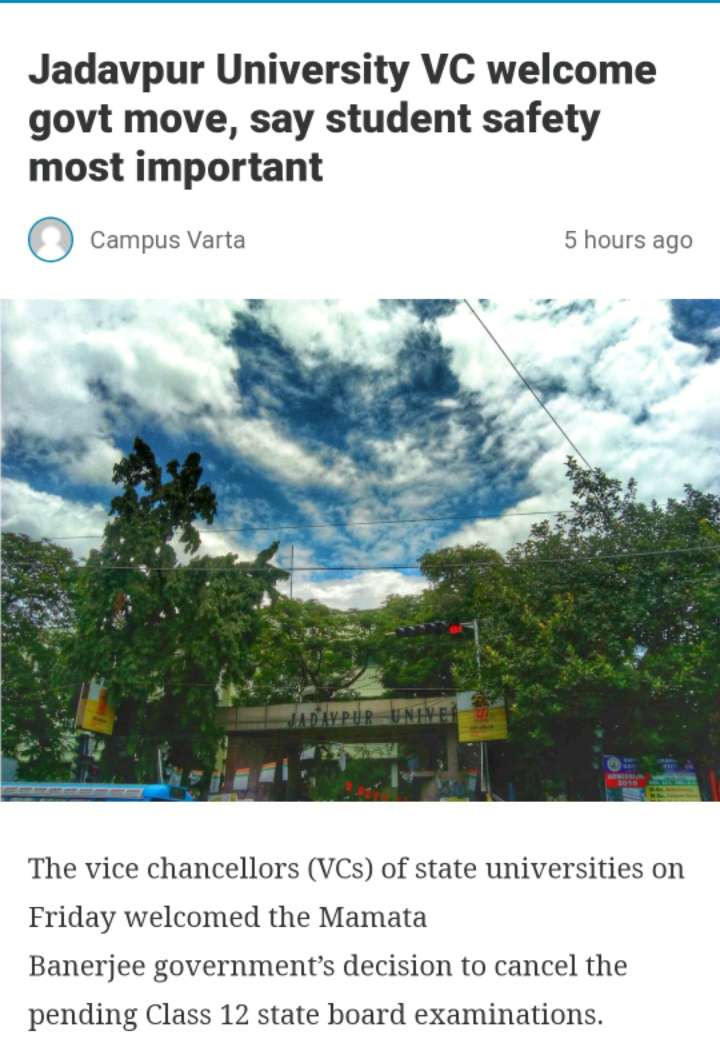 Jadavpur University VC welcome
govt move, say student safety
most important
Campus Varta
5 hours ago
JADAVPUR UNIVE
The vice chancellors (VCs) of state universities on
Friday welcomed the Mamata
Banerjee government’s decision to cancel the
pending Class 12 state board examinations.